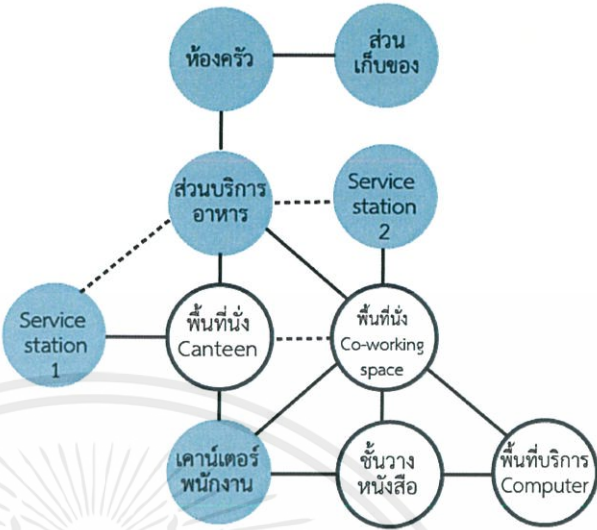 ห้องครัว
ส่วน
เก็บของ
ส่วนบริการ
อาหาร
Service
station
2
Service
station
1
พื้นที่นั่ง
Canteen
พื้นที่นั่ง
Co-working
space
เคาน์เตอร์
พนักงาน
ชั้นวาง
หนังสือ
พื้นที่บริการ
Computer